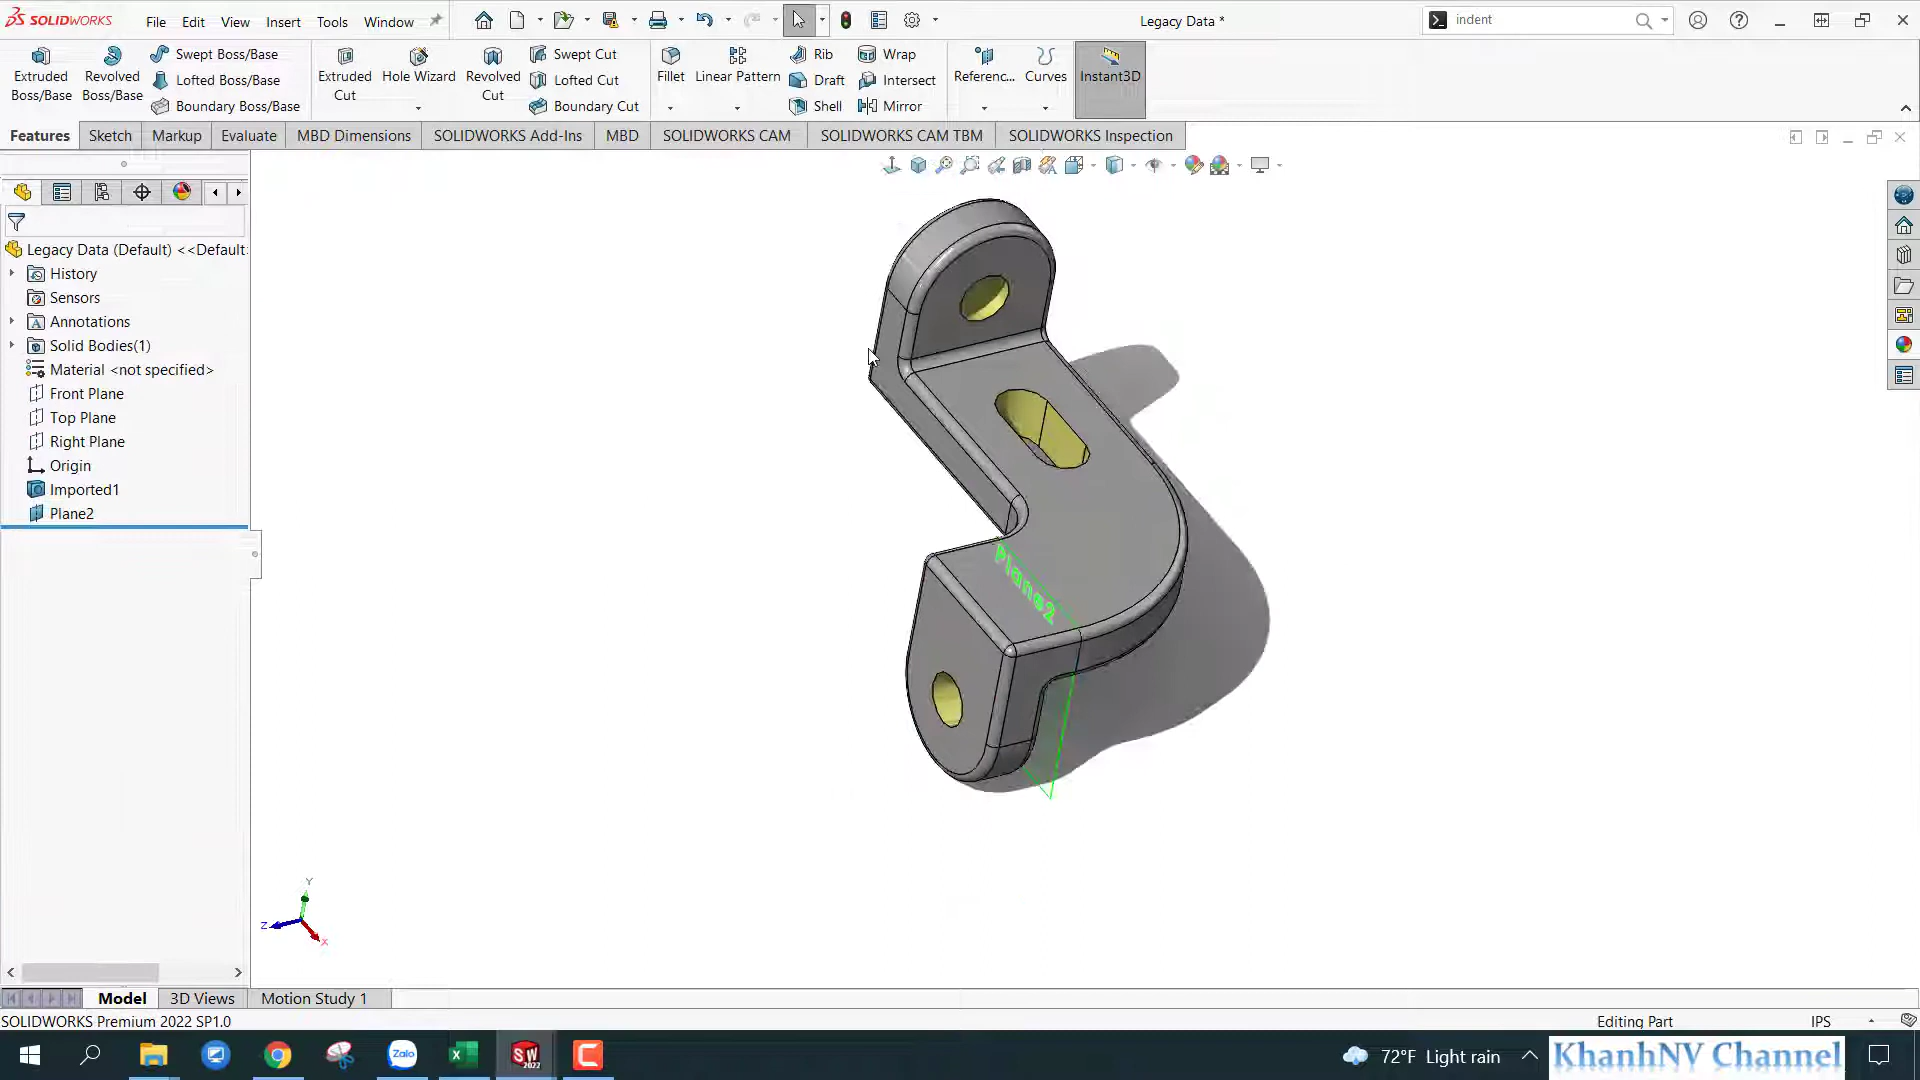 SOLIDWORKS File Edit View Insert Tools Window
Legacy Data *
indent
Extruded Boss/Base
Revolved Boss/Base
Swept Boss/Base
Lofted Boss/Base
Boundary Boss/Base
Extruded Cut
Hole Wizard
Revolved Cut
Swept Cut
Lofted Cut
Boundary Cut
Fillet
Linear Pattern
Rib
Draft
Shell
Wrap
Intersect
Mirror
Referenc...
Curves
Instant3D
Features Sketch Markup Evaluate MBD Dimensions SOLIDWORKS Add-Ins MBD SOLIDWORKS CAM SOLIDWORKS CAM TBM SOLIDWORKS Inspection
Legacy Data (Default) <<Default
History
Sensors
Annotations
Solid Bodies(1)
Material <not specified>
Front Plane
Top Plane
Right Plane
Origin
Imported1
Plane2
Plane2
Y
Z
X
Model 3D Views Motion Study 1
SOLIDWORKS Premium 2022 SP1.0
Editing Part
IPS
Zalo
SW
2022
72°F Light rain
KhanhNV Channel